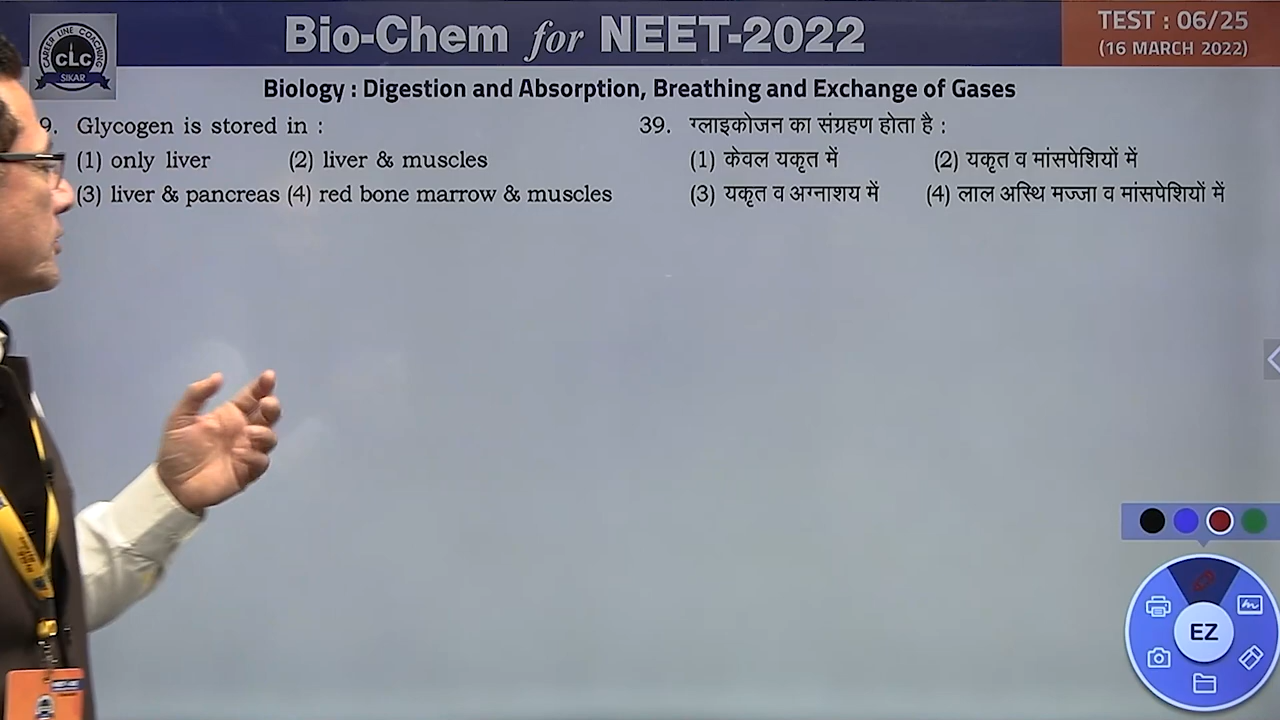 Bio-Chem for NEET-2022
TEST : 06/25
(16 MARCH 2022)
CAREER LINE COACHING
CLC
SIKAR
Biology : Digestion and Absorption, Breathing and Exchange of Gases
9. Glycogen is stored in :
(1) only liver (2) liver & muscles
(3) liver & pancreas (4) red bone marrow & muscles
39. ग्लाइकोजन का संग्रहण होता है :
(1) केवल यकृत में (2) यकृत व मांसपेशियों में
(3) यकृत व अग्नाशय में (4) लाल अस्थि मज्जा व मांसपेशियों में
EZ